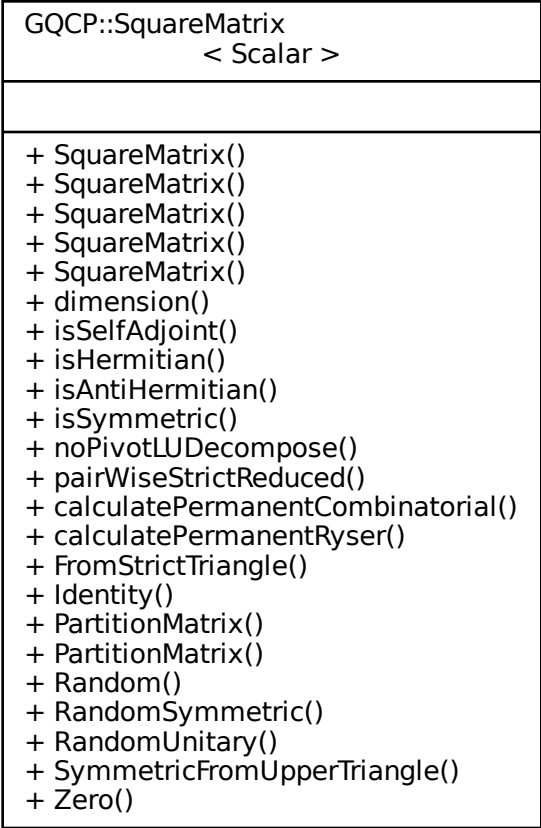 GQCP::SquareMatrix
< Scalar >
+ SquareMatrix()
+ SquareMatrix()
+ SquareMatrix()
+ SquareMatrix()
+ SquareMatrix()
+ dimension()
+ isSelfAdjoint()
+ isHermitian()
+ isAntiHermitian()
+ isSymmetric()
+ noPivotLUDecompose()
+ pairWiseStrictReduced()
+ calculatePermanentCombinatorial()
+ calculatePermanentRyser()
+ FromStrictTriangle()
+ Identity()
+ PartitionMatrix()
+ PartitionMatrix()
+ Random()
+ RandomSymmetric()
+ RandomUnitary()
+ SymmetricFromUpperTriangle()
+ Zero()